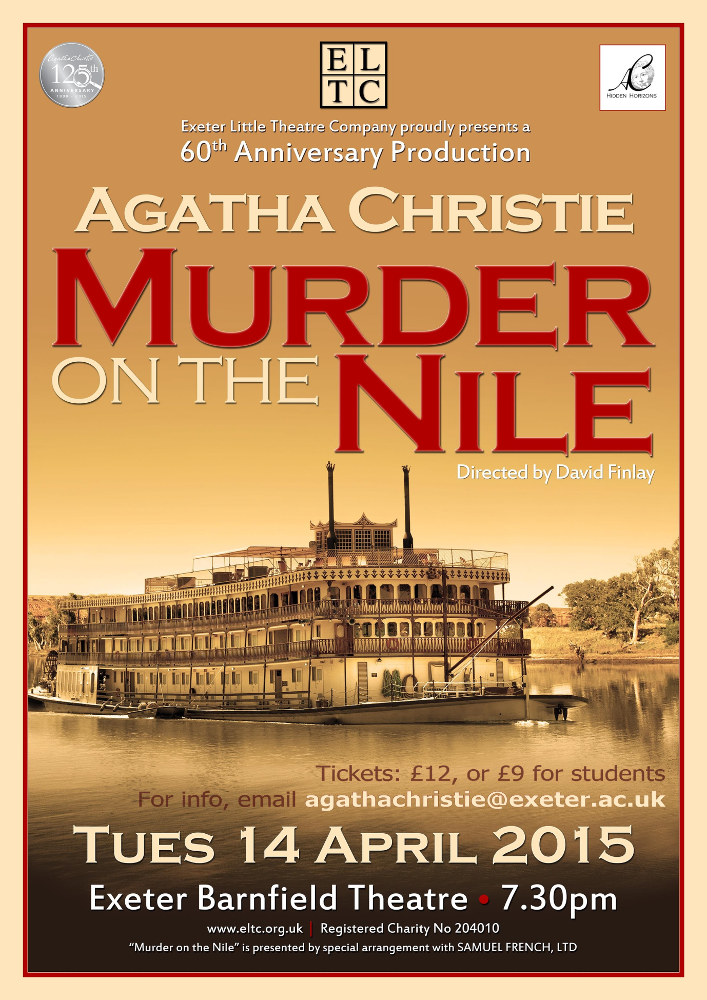 Agatha Christie
125th
ANNIVERSARY
1890 - 2015
EL
TC
AC
HIDDEN HORIZONS
Exeter Little Theatre Company proudly presents a
60th Anniversary Production
AGATHA CHRISTIE
MURDER
ON THE NILE
Directed by David Finlay
Tickets: £12, or £9 for students
For info, email agathachristie@exeter.ac.uk
TUES 14 APRIL 2015
Exeter Barnfield Theatre • 7.30pm
www.eltc.org.uk | Registered Charity No 204010
“Murder on the Nile” is presented by special arrangement with SAMUEL FRENCH, LTD